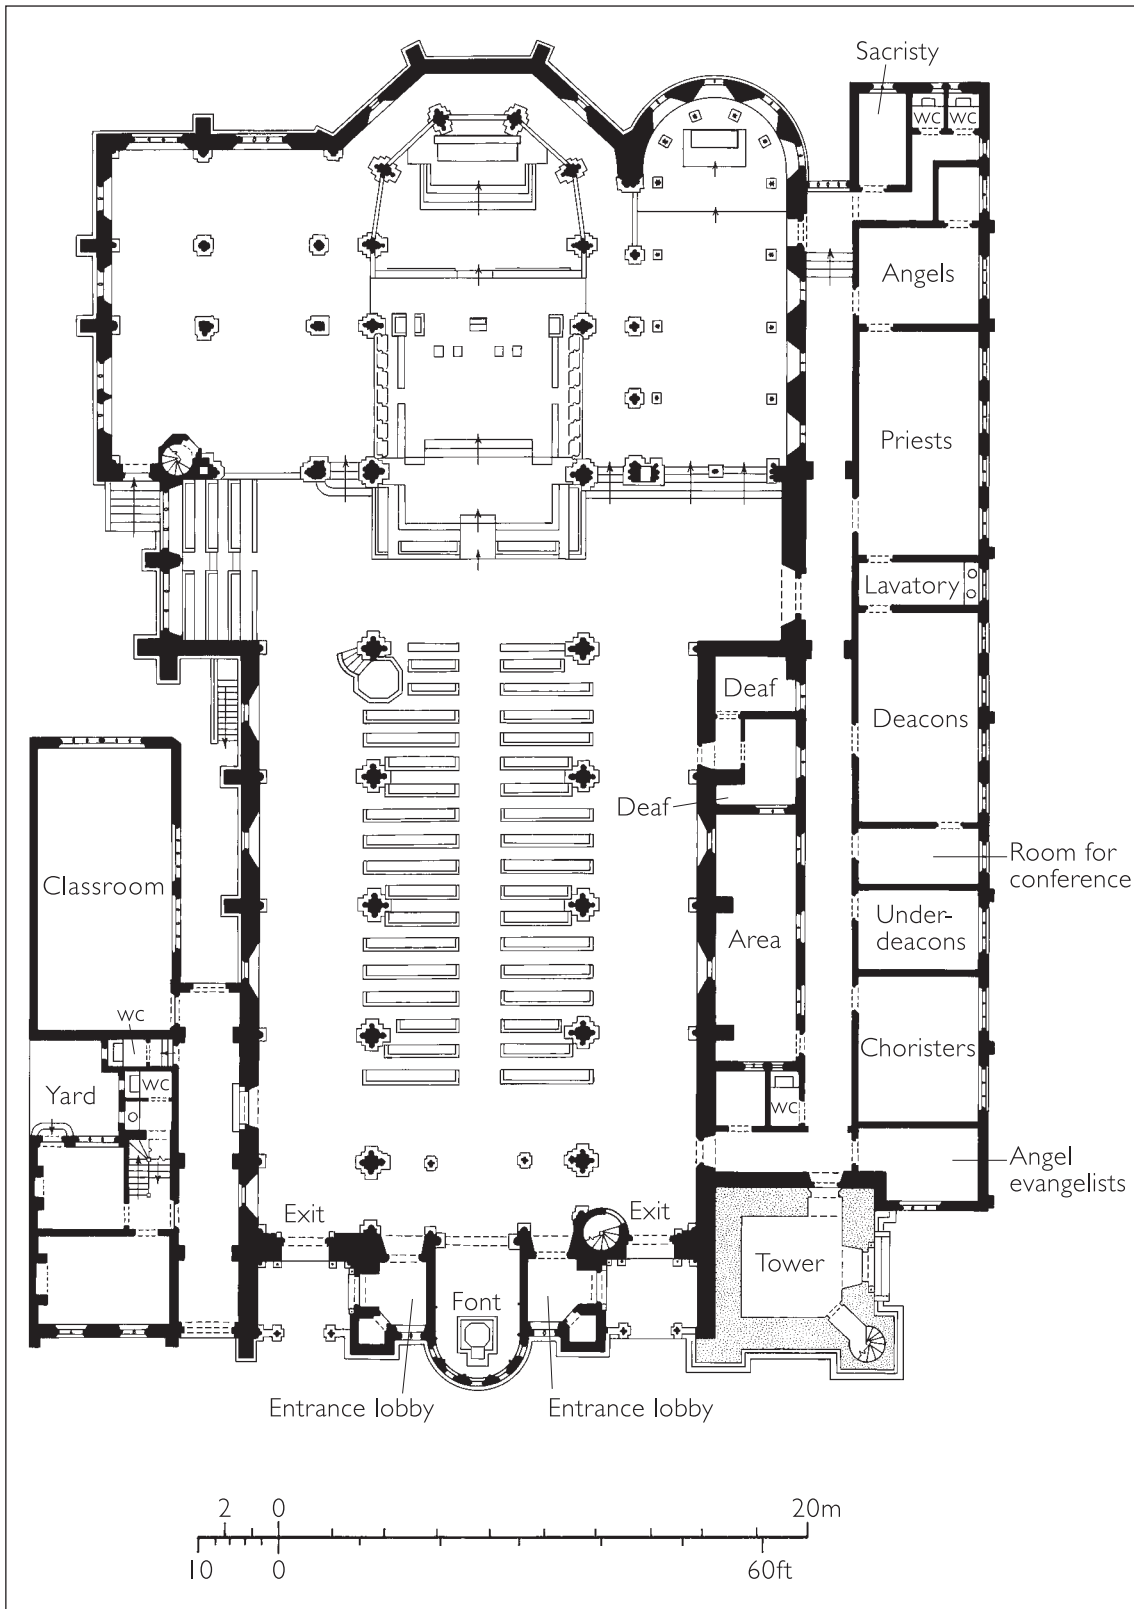 Sacristy
WC WC
Angels
Priests
Lavatory
Deaf
Deacons
Deaf
Classroom
Room for
conference
Under-
deacons
Area
WC
Choristers
WC
Yard
WC
Angel
evangelists
Exit
Exit
Tower
Font
Entrance lobby
Entrance lobby
2 0 20m
10 0 60ft